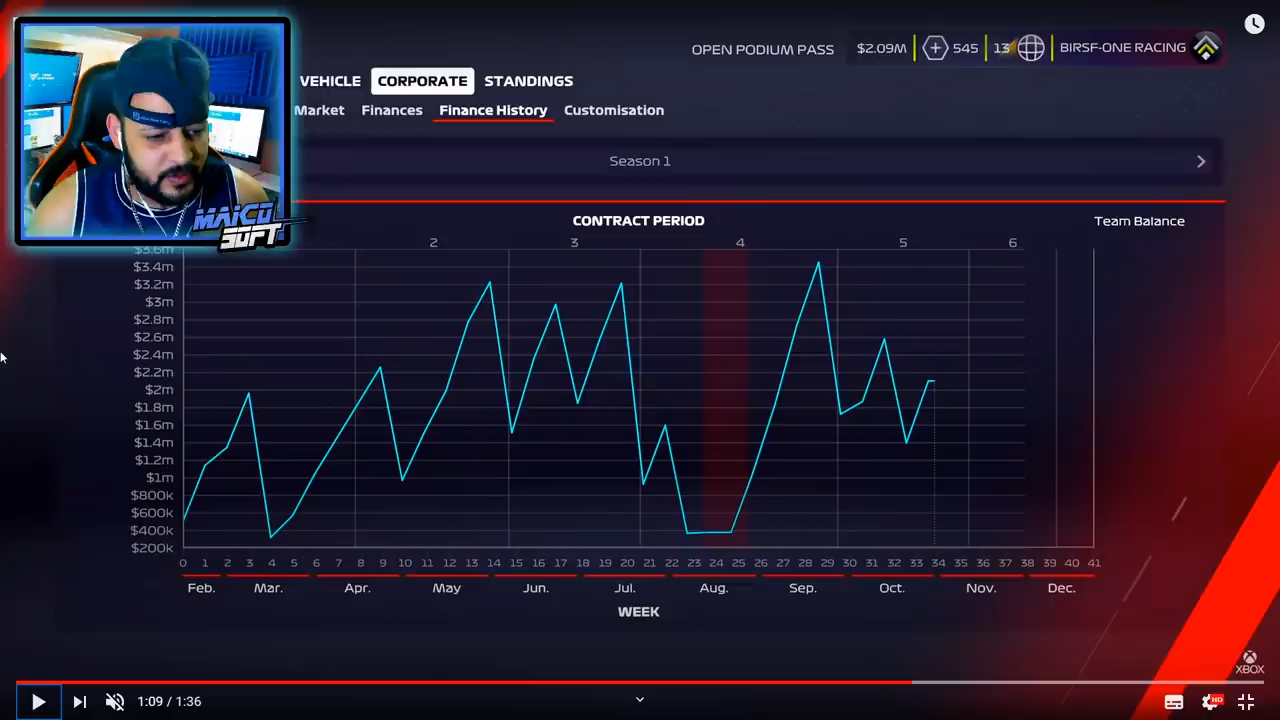 OPEN PODIUM PASS $2.09M 545 13 BIRSF-ONE RACING
VEHICLE CORPORATE STANDINGS
Market Finances Finance History Customisation
Season 1
MAICO
SOFT
CONTRACT PERIOD Team Balance
2 3 4 5 6
$3.6m
$3.4m
$3.2m
$3m
$2.8m
$2.6m
$2.4m
$2.2m
$2m
$1.8m
$1.6m
$1.4m
$1.2m
$1m
$800k
$600k
$400k
$200k
0 1 2 3 4 5 6 7 8 9 10 11 12 13 14 15 16 17 18 19 20 21 22 23 24 25 26 27 28 29 30 31 32 33 34 35 36 37 38 39 40 41
Feb. Mar. Apr. May Jun. Jul. Aug. Sep. Oct. Nov. Dec.
WEEK
XBOX
1:09 / 1:36 HD